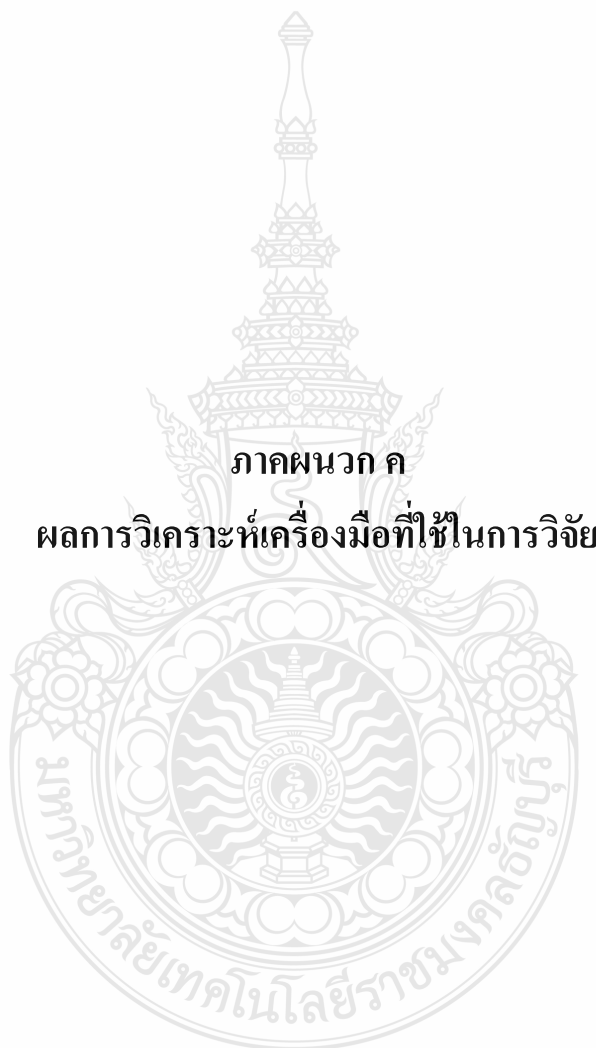 ภาคผนวก ค
ผลการวิเคราะห์เครื่องมือที่ใช้ในการวิจัย
มหาวิทยาลัยเทคโนโลยีราชมงคลธัญบุรี